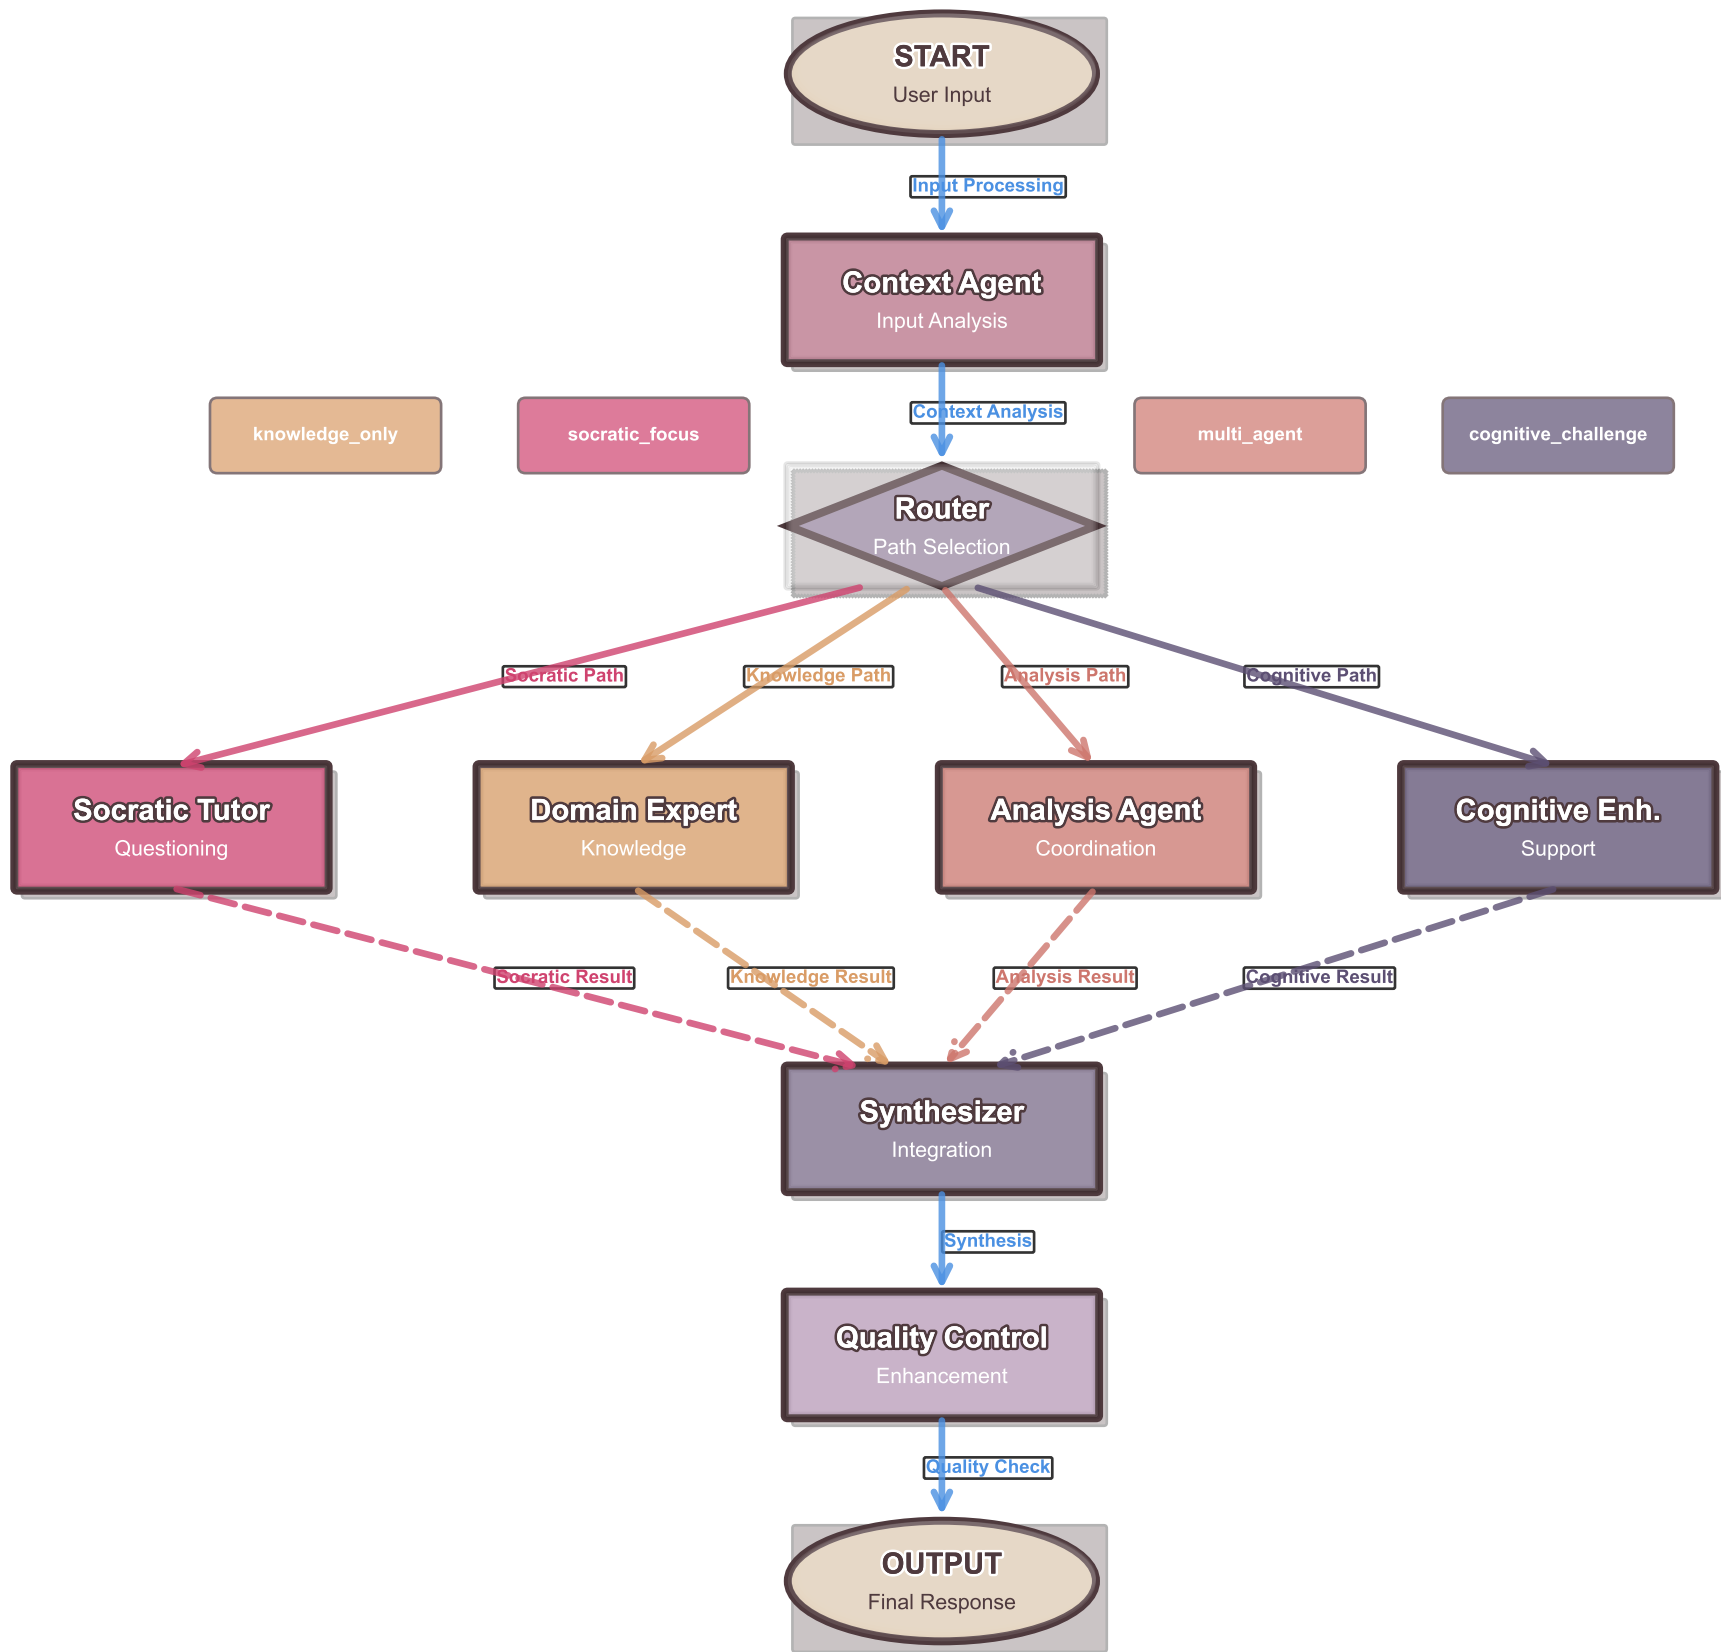 START
User Input
Input Processing
Context Agent
Input Analysis
Context Analysis
knowledge_only
socratic_focus
multi_agent
cognitive_challenge
Router
Path Selection
Socratic Path
Knowledge Path
Analysis Path
Cognitive Path
Socratic Tutor
Questioning
Domain Expert
Knowledge
Analysis Agent
Coordination
Cognitive Enh.
Support
Socratic Result
Knowledge Result
Analysis Result
Cognitive Result
Synthesizer
Integration
Synthesis
Quality Control
Enhancement
Quality Check
OUTPUT
Final Response